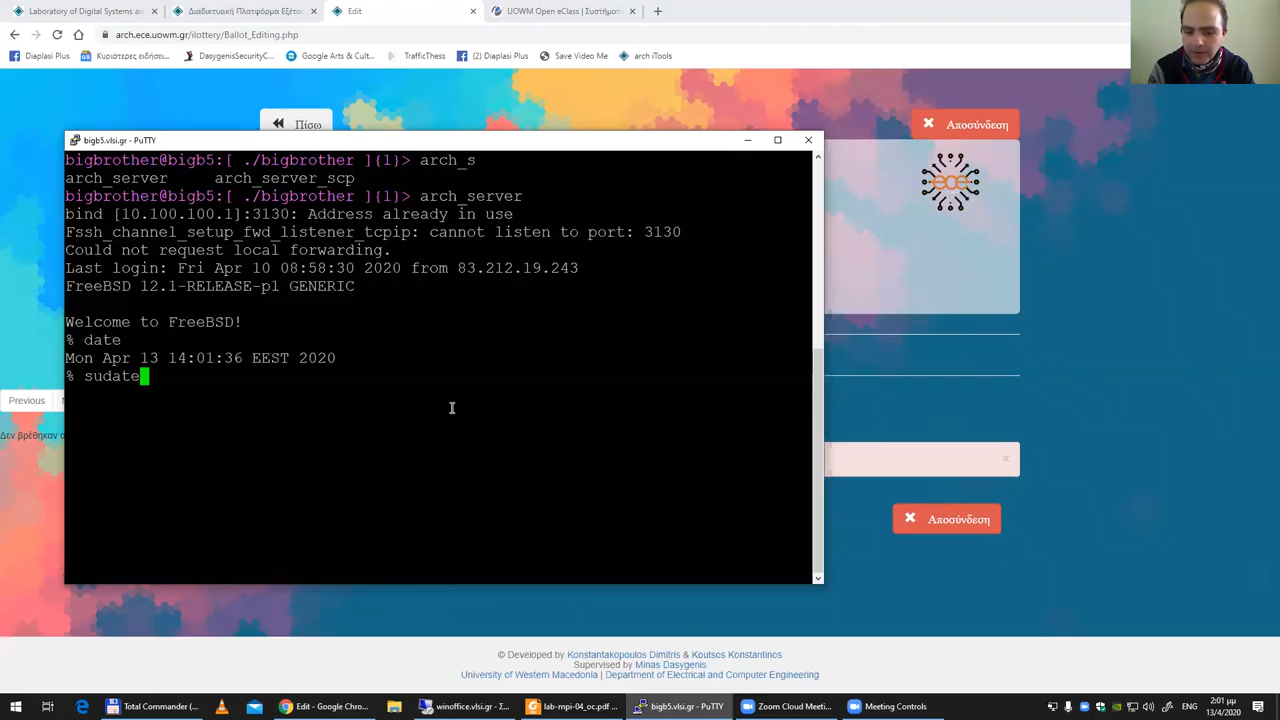 Laboratory of Digital Systems an
Διαδικτυακή Πλατφόρμα Εξέτασ
Edit
UOWM Open eClass | Συστήματ
arch.ece.uowm.gr/ilottery/Ballot_Editing.php
Diaplasi Plus
Κυριότερες ειδήσει...
DasygenisSecurityC...
Google Arts & Cult...
TrafficThess
(2) Diaplasi Plus
Save Video Me
arch iTools
Πίσω
Αποσύνδεση
ece
bigb5.vlsi.gr - PuTTY
bigbrother@bigb5:[ ./bigbrother ]{1}> arch_s
arch_server arch_server_scp
bigbrother@bigb5:[ ./bigbrother ]{1}> arch_server
bind [10.100.100.1]:3130: Address already in use
Fssh_channel_setup_fwd_listener_tcpip: cannot listen to port: 3130
Could not request local forwarding.
Last login: Fri Apr 10 08:58:30 2020 from 83.212.19.243
FreeBSD 12.1-RELEASE-p1 GENERIC
Welcome to FreeBSD!
% date
Mon Apr 13 14:01:36 EEST 2020
% sudate
Previous
Δεν βρέθηκαν
Αποσύνδεση
© Developed by Konstantakopoulos Dimitris & Koutsos Konstantinos
Supervised by Minas Dasygenis
University of Western Macedonia | Department of Electrical and Computer Engineering
Total Commander (...
Edit - Google Chro...
winoffice.vlsi.gr - Σ...
lab-mpi-04_oc.pdf ...
bigb5.vlsi.gr - PuTTY
Zoom Cloud Meeti...
Meeting Controls
2:01 μμ
13/4/2020